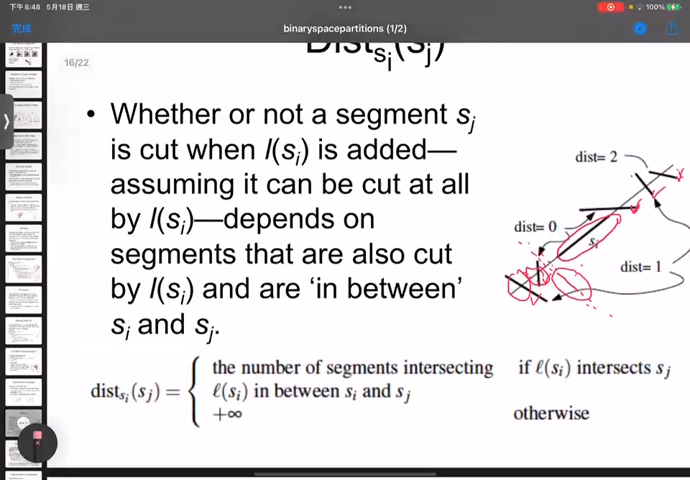 下午8:48 5月18日 週三
100%
完成
binaryspacepartitions (1/2)
16/22
Dist_{s_i}(s_j)
• Whether or not a segment s_j
is cut when l(s_i) is added—
assuming it can be cut at all
by l(s_i)—depends on
segments that are also cut
by l(s_i) and are ‘in between’
s_i and s_j.
dist= 2
dist= 0
s_i
dist= 1
dist_{s_i}(s_j) = { the number of segments intersecting if ℓ(s_i) intersects s_j
ℓ(s_i) in between s_i and s_j
+∞ otherwise